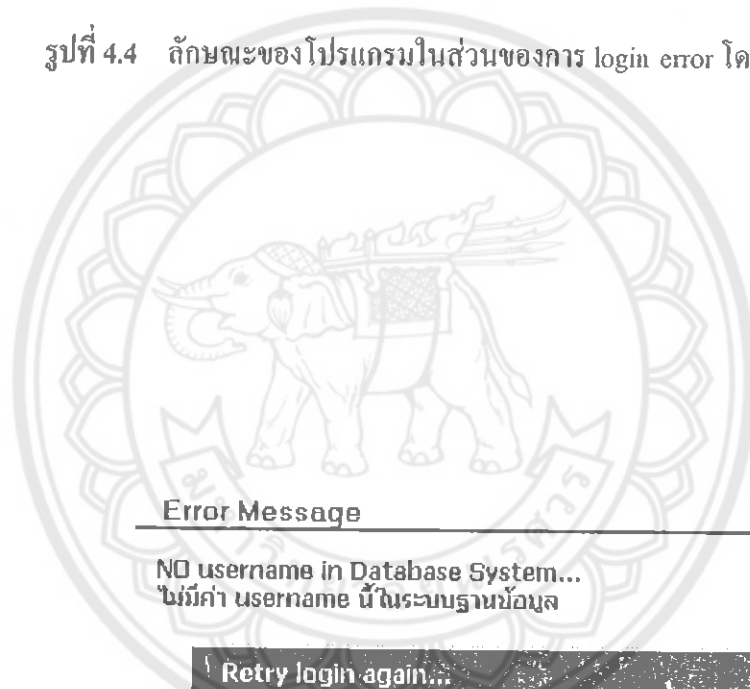 รูปที่ 4.4 ลักษณะของโปรแกรมในส่วนของการ login error โด
Error Message
NO username in Database System...
ไม่มีค่า username นี้ในระบบฐานข้อมูล
Retry login again...